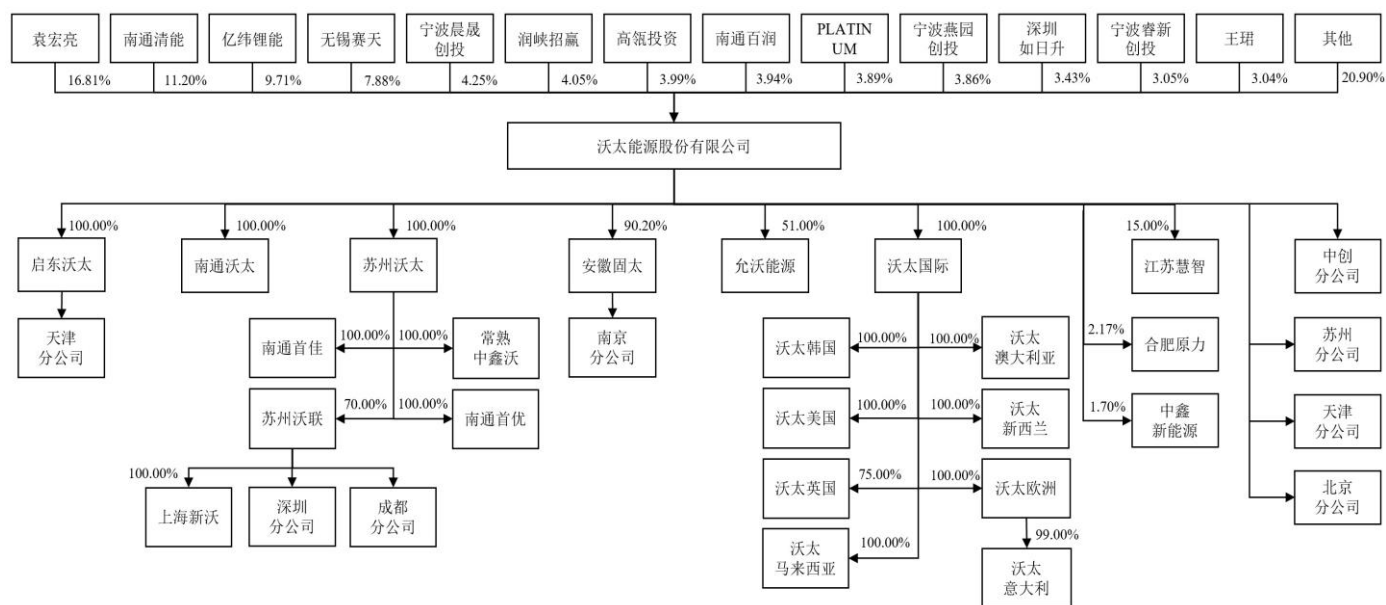 袁宏亮
南通清能
亿纬锂能
无锡赛天
宁波晨晟
创投
润峡招赢
高瓴投资
南通百润
PLATIN
UM
宁波燕园
创投
深圳
如日升
宁波睿新
创投
王珺
其他
16.81%
11.20%
9.71%
7.88%
4.25%
4.05%
3.99%
3.94%
3.89%
3.86%
3.43%
3.05%
3.04%
20.90%
沃太能源股份有限公司
100.00%
100.00%
100.00%
90.20%
51.00%
100.00%
15.00%
启东沃太
南通沃太
苏州沃太
安徽固太
允沃能源
沃太国际
江苏慧智
中创
分公司
天津
分公司
南通首佳
100.00%
100.00%
常熟
中鑫沃
南京
分公司
沃太韩国
100.00%
100.00%
沃太
澳大利亚
2.17%
合肥原力
苏州
分公司
苏州沃联
70.00%
100.00%
南通首优
沃太美国
100.00%
100.00%
沃太
新西兰
1.70%
中鑫
新能源
天津
分公司
100.00%
上海新沃
深圳
分公司
成都
分公司
沃太英国
75.00%
100.00%
沃太欧洲
北京
分公司
沃太
马来西亚
100.00%
99.00%
沃太
意大利